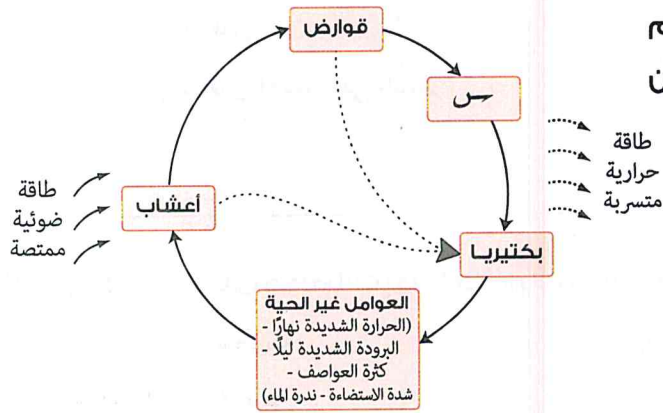 قوارض
س
طاقة
حرارية
متسربة
طاقة
ضوئية
ممتصة
أعشاب
بكتيريا
العوامل غير الحية
(الحرارة الشديدة نهارًا -
البرودة الشديدة ليلًا -
كثرة العواصف -
شدة الاستضاءة - ندرة الماء)